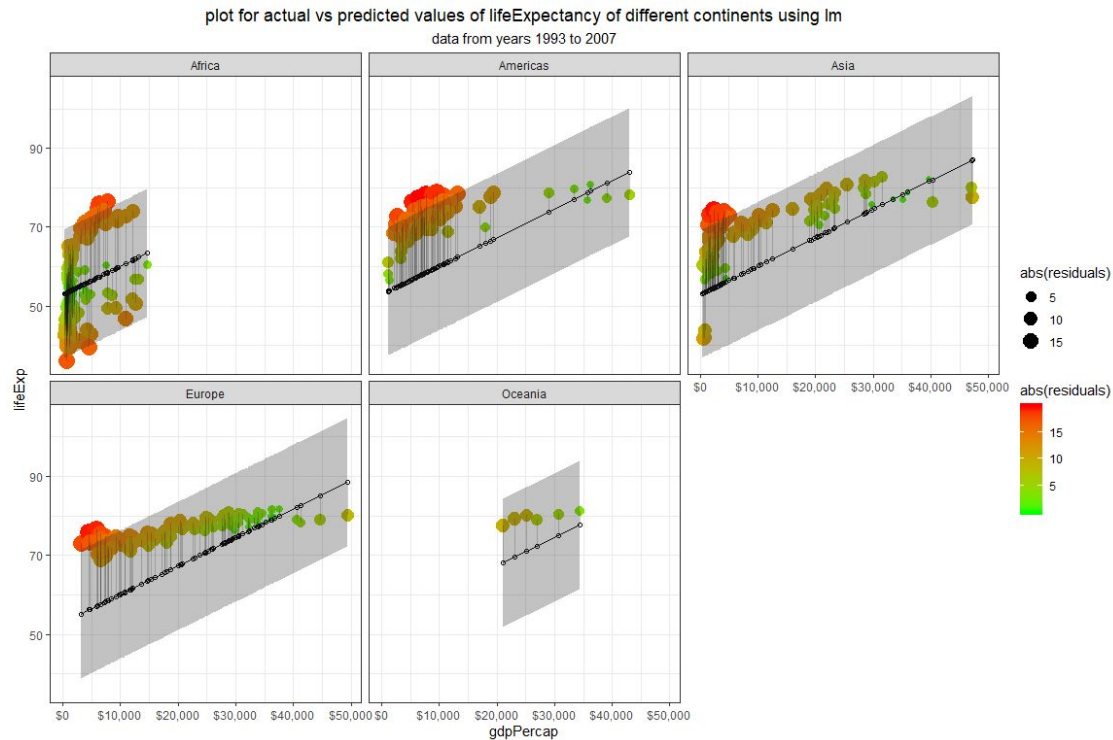 plot for actual vs predicted values of lifeExpectancy of different continents using lm
data from years 1993 to 2007
Africa
Americas
Asia
90
70
50
$0 $10,000 $20,000 $30,000 $40,000 $50,000
Europe
Oceania
90
70
50
$0 $10,000 $20,000 $30,000 $40,000 $50,000
$0 $10,000 $20,000 $30,000 $40,000 $50,000
lifeExp
gdpPercap
abs(residuals)
5
10
15
abs(residuals)
15
10
5